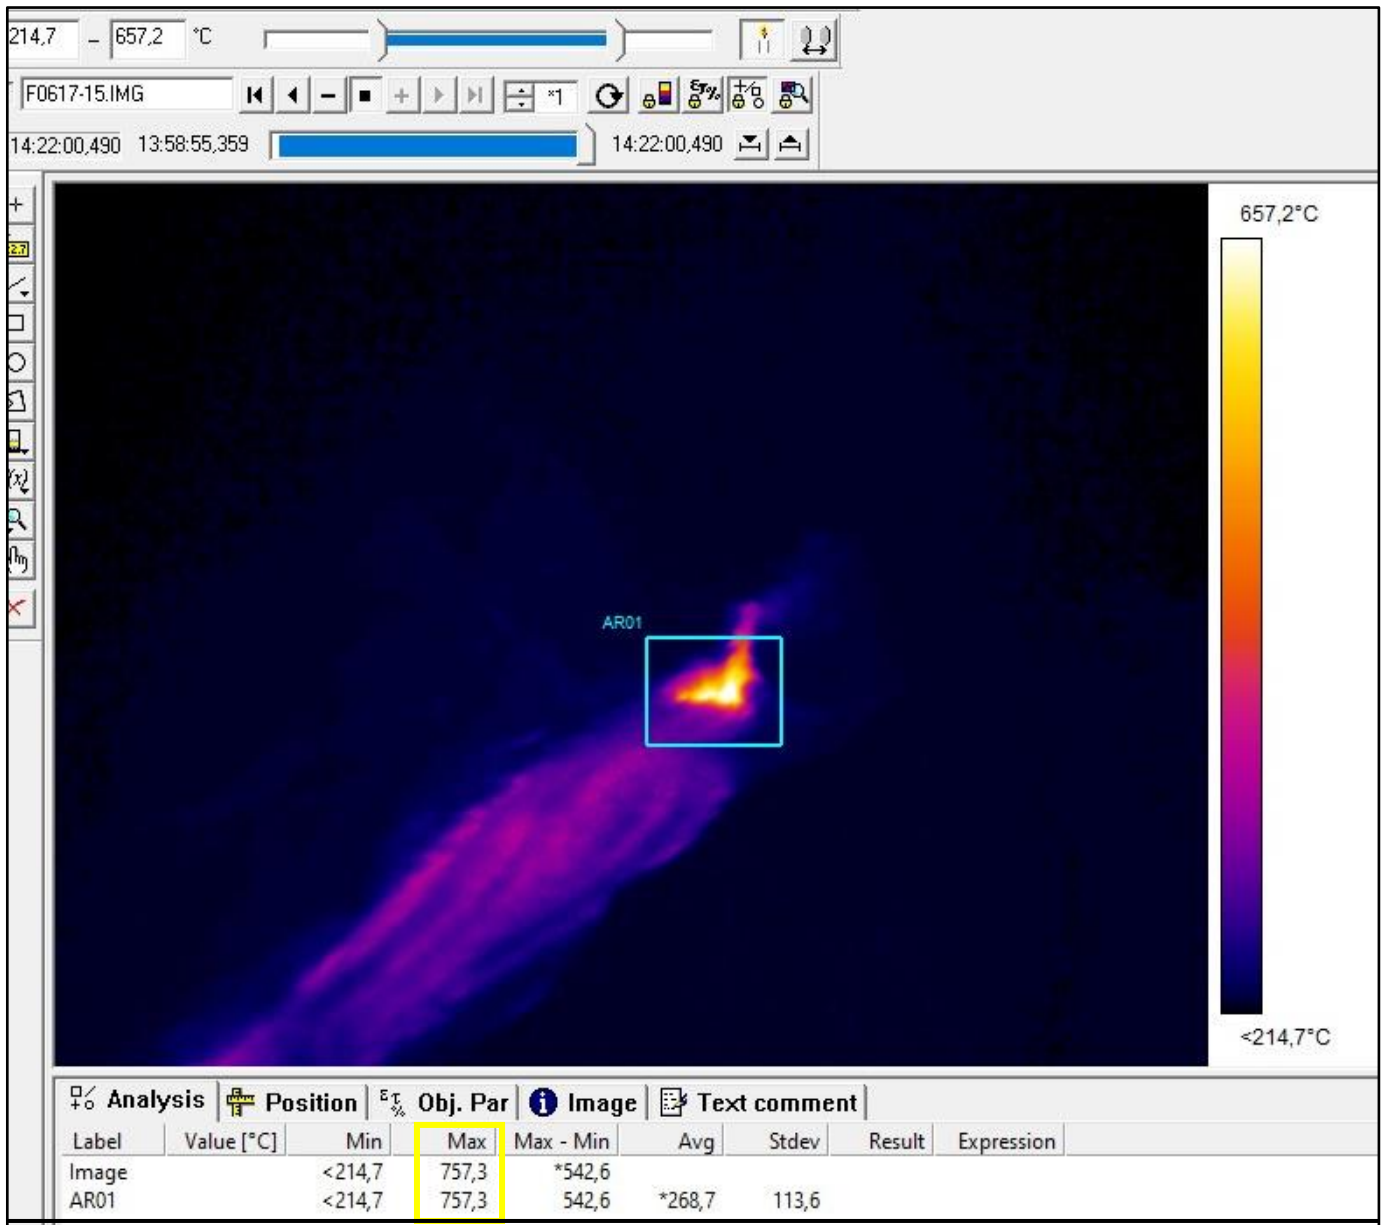 214,7 – 657,2 °C
F0617-15.IMG *1
14:22:00,490 13:58:55,359 14:22:00,490
657,2°C
AR01
<214,7°C
Analysis Position Obj. Par Image Text comment
Label Value [°C] Min Max Max - Min Avg Stdev Result Expression
Image <214,7 757,3 *542,6
AR01 <214,7 757,3 542,6 *268,7 113,6